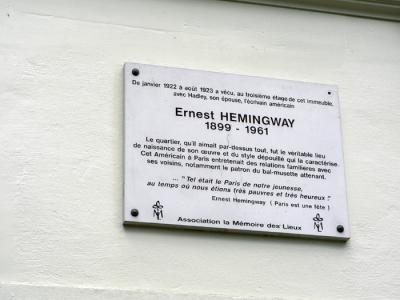 De janvier 1922 à août 1923 a vécu, au troisième étage de cet immeuble,
avec Hadley, son épouse, l'écrivain américain
Ernest HEMINGWAY
1899 - 1961
Le quartier, qu'il aimait par-dessus tout, fut le véritable lieu
de naissance de son œuvre et du style dépouillé qui la caractérise.
Cet Américain à Paris entretenait des relations familières avec
ses voisins, notamment le patron du bal-musette attenant.
... "Tel était le Paris de notre jeunesse,
au temps où nous étions très pauvres et très heureux."
Ernest Hemingway ( Paris est une fête )
Association la Mémoire des Lieux